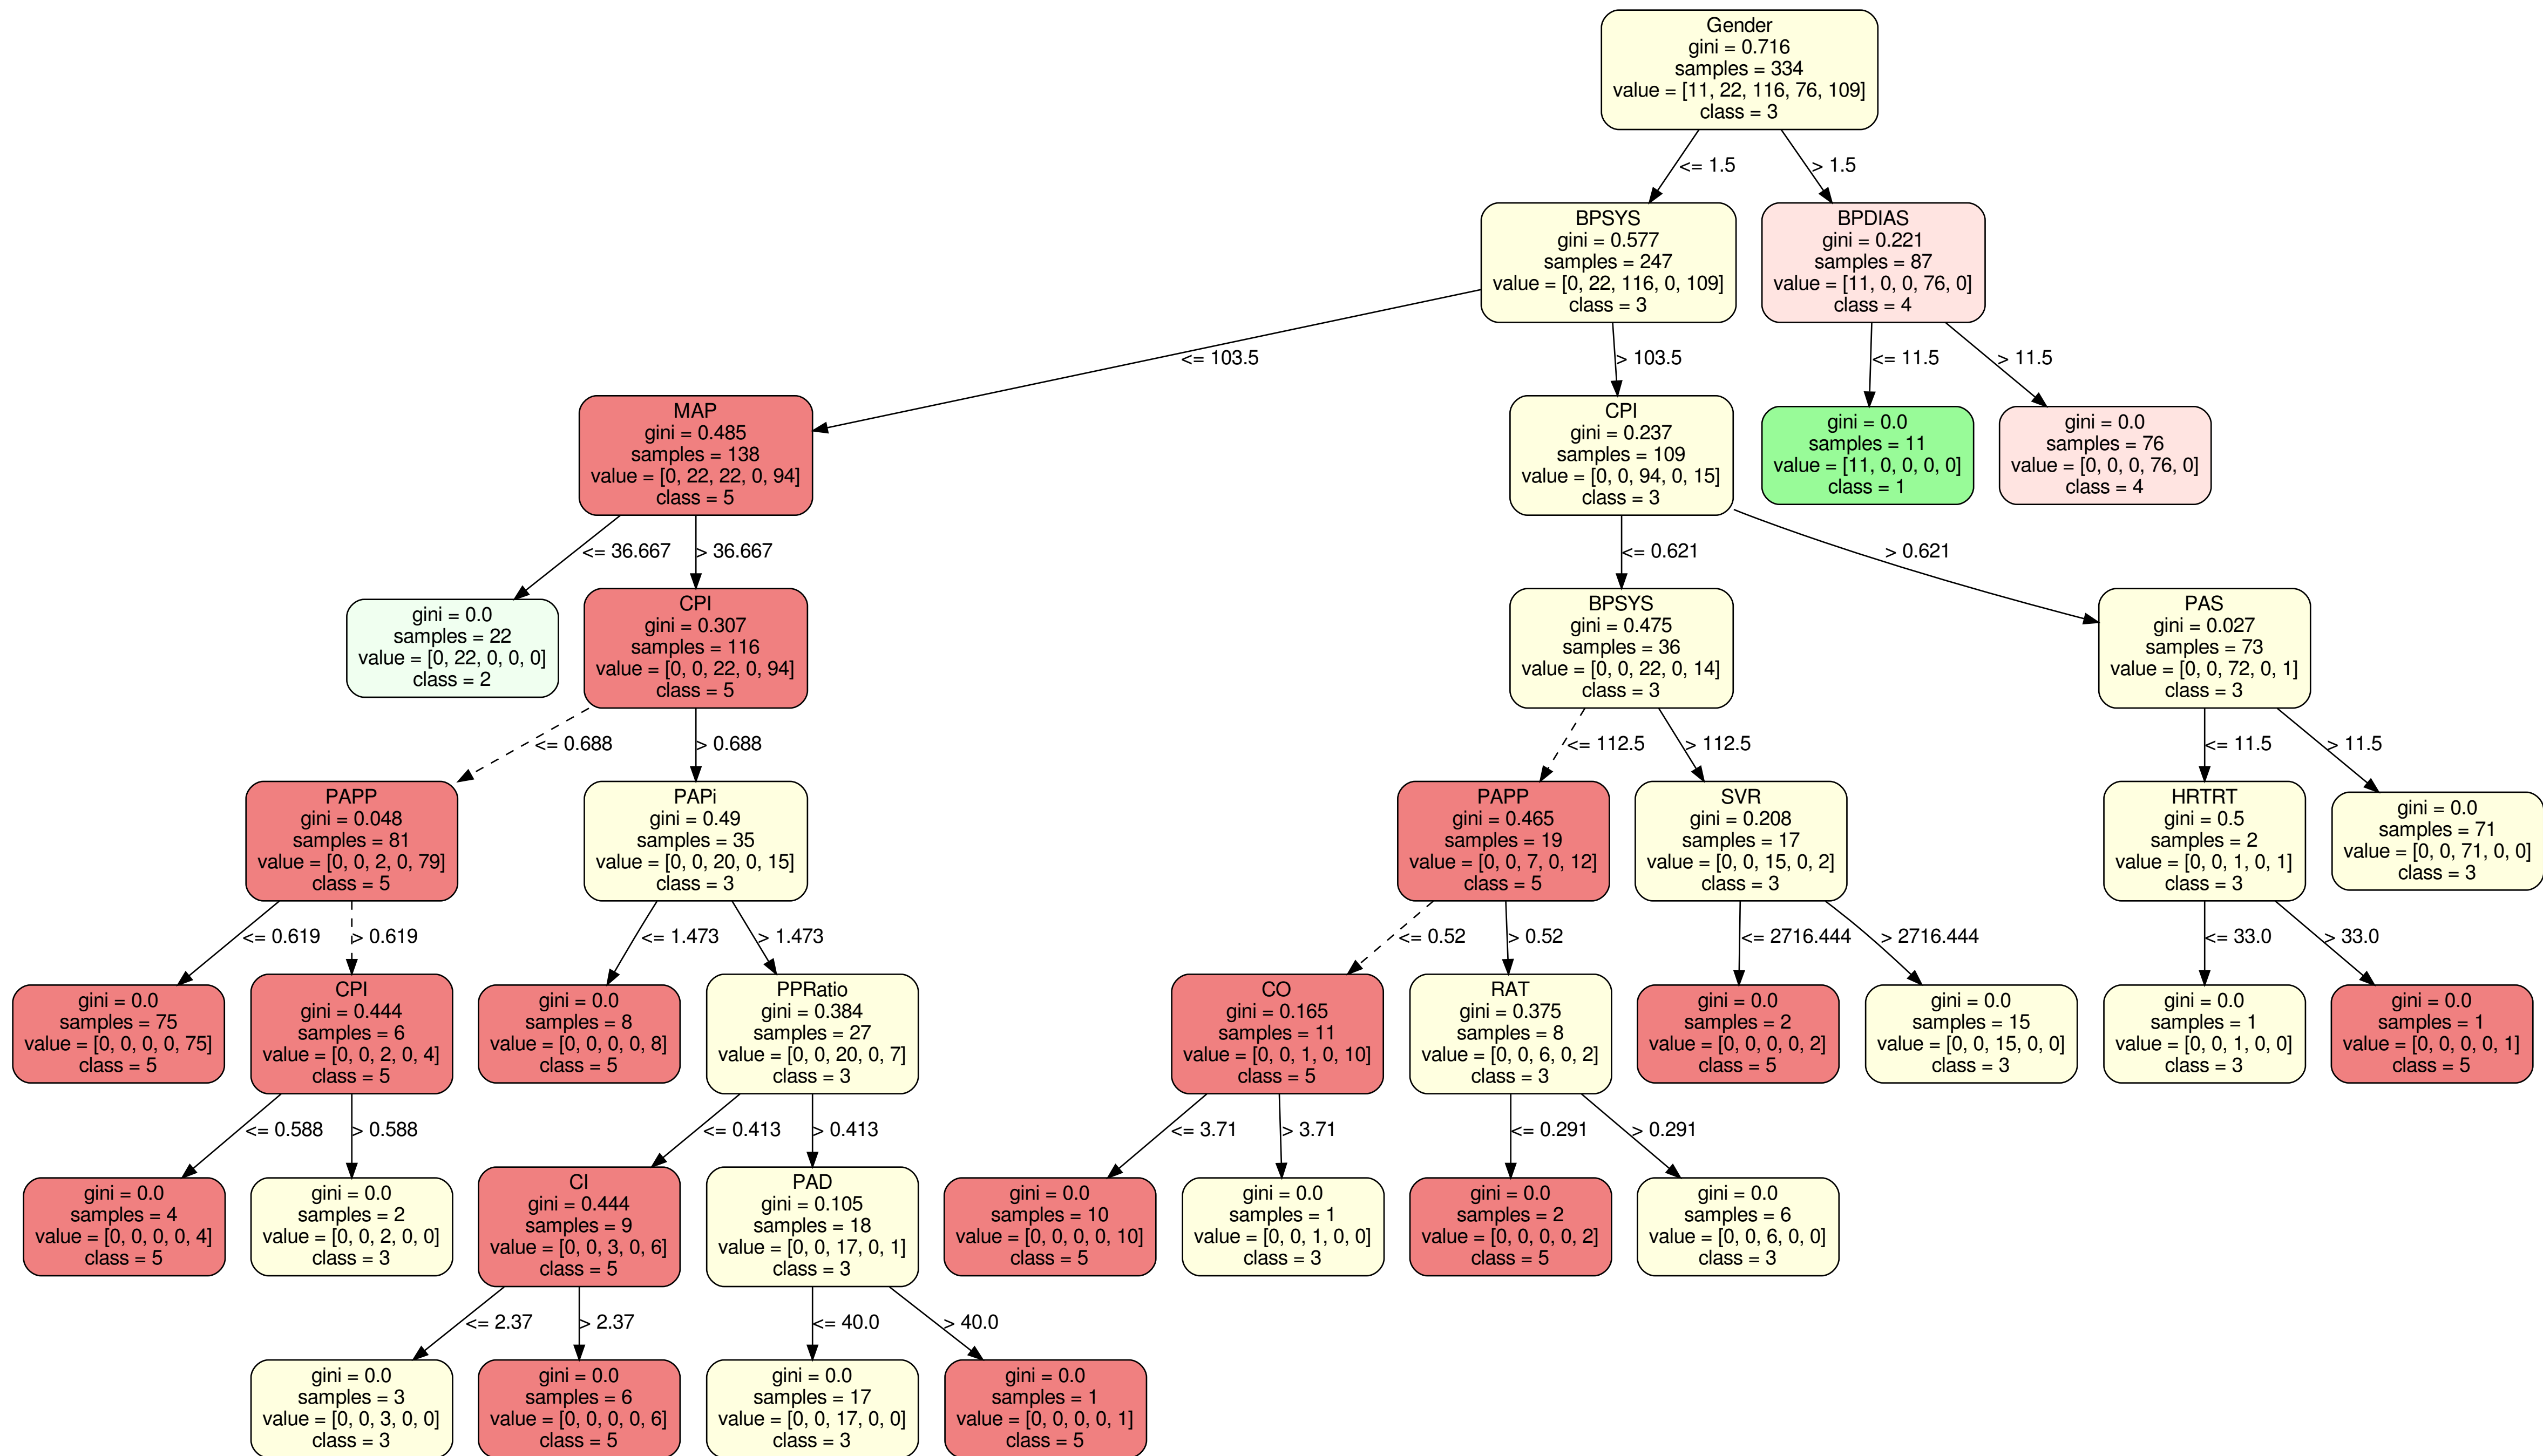 Gender
gini = 0.716
samples = 334
value = [11, 22, 116, 76, 109]
class = 3
<= 1.5
> 1.5
BPSYS
gini = 0.577
samples = 247
value = [0, 22, 116, 0, 109]
class = 3
BPDIAS
gini = 0.221
samples = 87
value = [11, 0, 0, 76, 0]
class = 4
<= 103.5
> 103.5
<= 11.5
> 11.5
MAP
gini = 0.485
samples = 138
value = [0, 22, 22, 0, 94]
class = 5
CPI
gini = 0.237
samples = 109
value = [0, 0, 94, 0, 15]
class = 3
gini = 0.0
samples = 11
value = [11, 0, 0, 0, 0]
class = 1
gini = 0.0
samples = 76
value = [0, 0, 0, 76, 0]
class = 4
<= 36.667
> 36.667
<= 0.621
> 0.621
gini = 0.0
samples = 22
value = [0, 22, 0, 0, 0]
class = 2
CPI
gini = 0.307
samples = 116
value = [0, 0, 22, 0, 94]
class = 5
BPSYS
gini = 0.475
samples = 36
value = [0, 0, 22, 0, 14]
class = 3
PAS
gini = 0.027
samples = 73
value = [0, 0, 72, 0, 1]
class = 3
<= 0.688
> 0.688
<= 112.5
> 112.5
<= 11.5
> 11.5
PAPP
gini = 0.048
samples = 81
value = [0, 0, 2, 0, 79]
class = 5
PAPi
gini = 0.49
samples = 35
value = [0, 0, 20, 0, 15]
class = 3
PAPP
gini = 0.465
samples = 19
value = [0, 0, 7, 0, 12]
class = 5
SVR
gini = 0.208
samples = 17
value = [0, 0, 15, 0, 2]
class = 3
HRTRT
gini = 0.5
samples = 2
value = [0, 0, 1, 0, 1]
class = 3
gini = 0.0
samples = 71
value = [0, 0, 71, 0, 0]
class = 3
<= 0.619
> 0.619
<= 1.473
> 1.473
<= 0.52
> 0.52
<= 2716.444
> 2716.444
<= 33.0
> 33.0
gini = 0.0
samples = 75
value = [0, 0, 0, 0, 75]
class = 5
CPI
gini = 0.444
samples = 6
value = [0, 0, 2, 0, 4]
class = 5
gini = 0.0
samples = 8
value = [0, 0, 0, 0, 8]
class = 5
PPRatio
gini = 0.384
samples = 27
value = [0, 0, 20, 0, 7]
class = 3
CO
gini = 0.165
samples = 11
value = [0, 0, 1, 0, 10]
class = 5
RAT
gini = 0.375
samples = 8
value = [0, 0, 6, 0, 2]
class = 3
gini = 0.0
samples = 2
value = [0, 0, 0, 0, 2]
class = 5
gini = 0.0
samples = 15
value = [0, 0, 15, 0, 0]
class = 3
gini = 0.0
samples = 1
value = [0, 0, 1, 0, 0]
class = 3
gini = 0.0
samples = 1
value = [0, 0, 0, 0, 1]
class = 5
<= 0.588
> 0.588
<= 0.413
> 0.413
<= 3.71
> 3.71
<= 0.291
> 0.291
gini = 0.0
samples = 4
value = [0, 0, 0, 0, 4]
class = 5
gini = 0.0
samples = 2
value = [0, 0, 2, 0, 0]
class = 3
CI
gini = 0.444
samples = 9
value = [0, 0, 3, 0, 6]
class = 5
PAD
gini = 0.105
samples = 18
value = [0, 0, 17, 0, 1]
class = 3
gini = 0.0
samples = 10
value = [0, 0, 0, 0, 10]
class = 5
gini = 0.0
samples = 1
value = [0, 0, 1, 0, 0]
class = 3
gini = 0.0
samples = 2
value = [0, 0, 0, 0, 2]
class = 5
gini = 0.0
samples = 6
value = [0, 0, 6, 0, 0]
class = 3
<= 2.37
> 2.37
<= 40.0
> 40.0
gini = 0.0
samples = 3
value = [0, 0, 3, 0, 0]
class = 3
gini = 0.0
samples = 6
value = [0, 0, 0, 0, 6]
class = 5
gini = 0.0
samples = 17
value = [0, 0, 17, 0, 0]
class = 3
gini = 0.0
samples = 1
value = [0, 0, 0, 0, 1]
class = 5